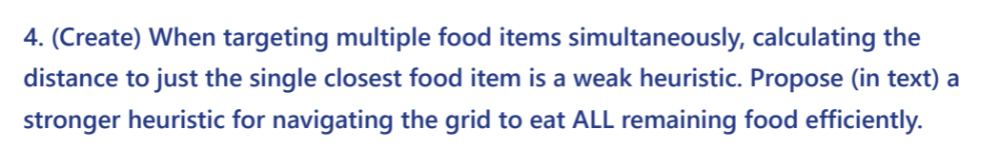 4. (Create) When targeting multiple food items simultaneously, calculating the
distance to just the single closest food item is a weak heuristic. Propose (in text) a
stronger heuristic for navigating the grid to eat ALL remaining food efficiently.